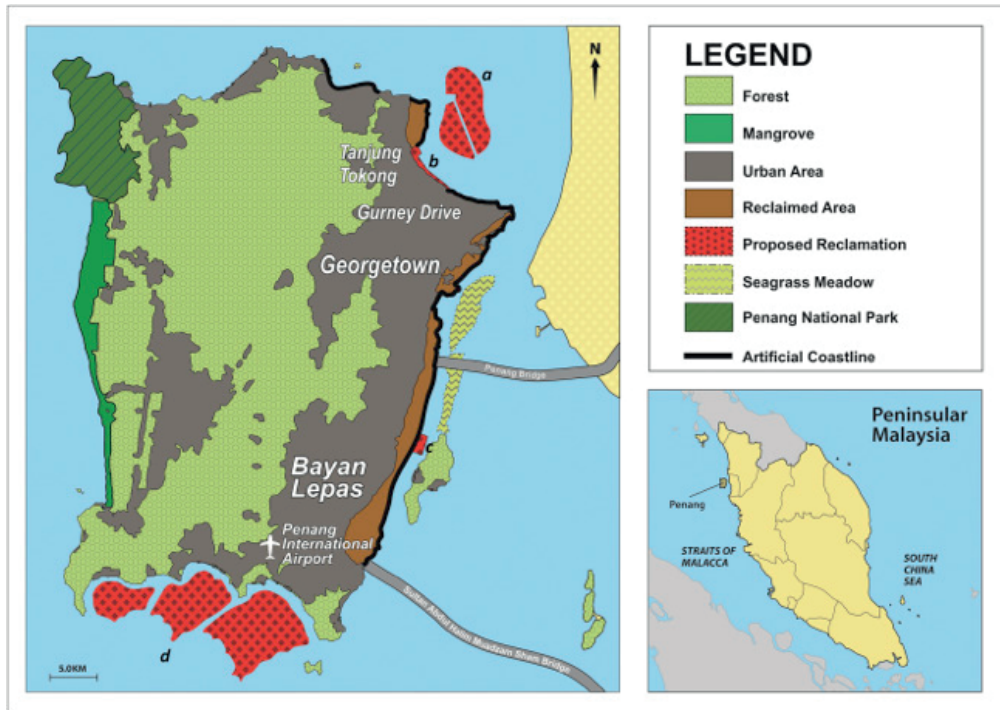 a
N
Tanjung
Tokong
b
Gurney Drive
Georgetown
Penang Bridge
c
Bayan
Lepas
Penang
International
Airport
Sultan Abdul Halim Muadzam Shah Bridge
d
5.0KM
LEGEND
Forest
Mangrove
Urban Area
Reclaimed Area
Proposed Reclamation
Seagrass Meadow
Penang National Park
Artificial Coastline
Peninsular
Malaysia
Penang
STRAITS OF
MALACCA
SOUTH
CHINA
SEA